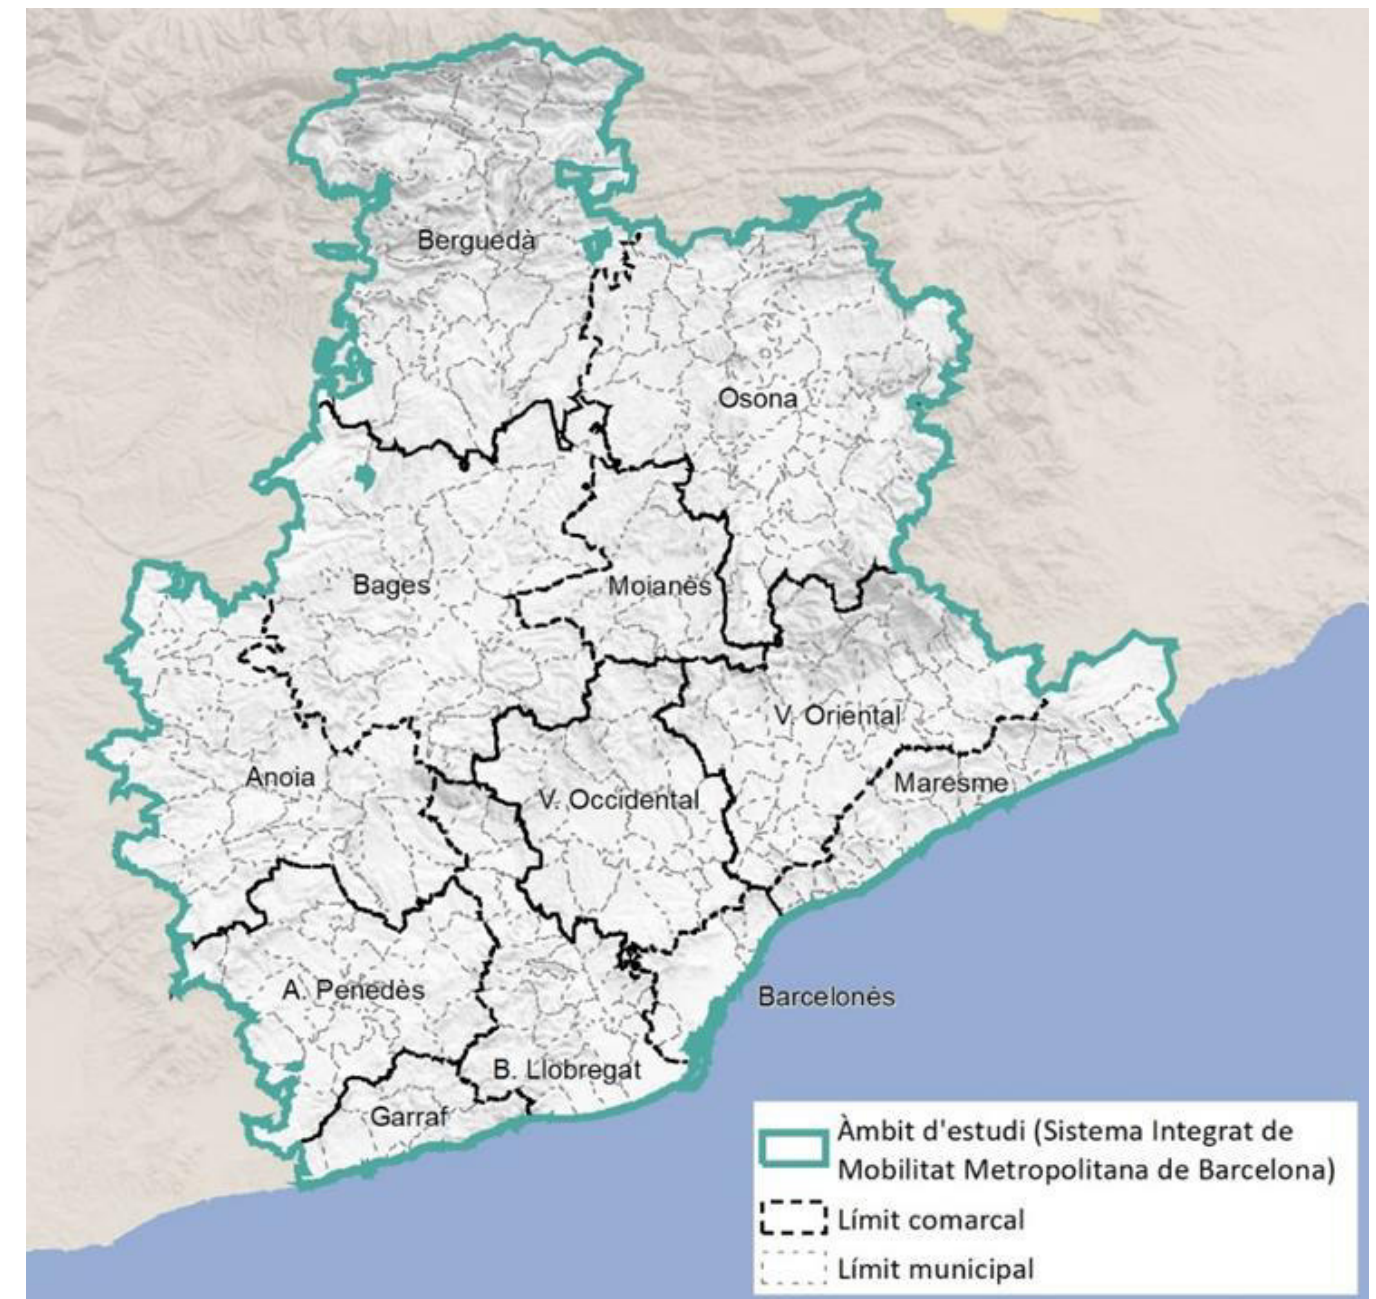 Berguedà
Osona
Bages
Moianès
V. Oriental
Anoia
Maresme
V. Occidental
A. Penedès
Barcelonès
B. Llobregat
Garraf
Àmbit d'estudi (Sistema Integrat de
Mobilitat Metropolitana de Barcelona)
Límit comarcal
Límit municipal